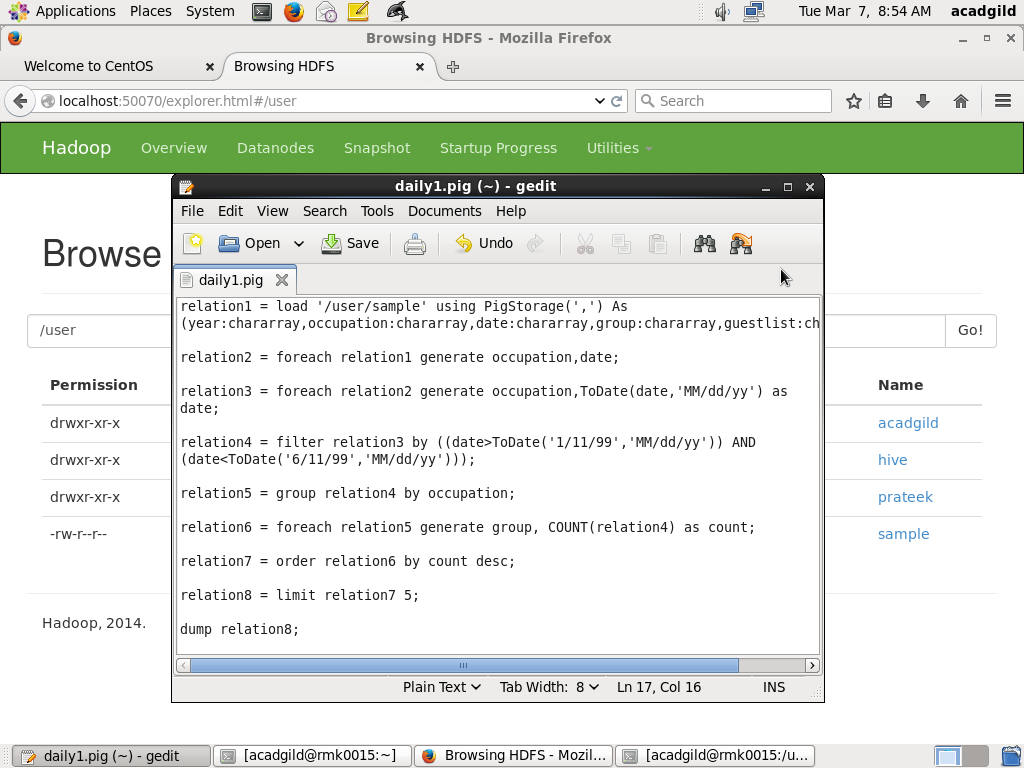 Applications Places System Tue Mar 7, 8:54 AM acadgild
Browsing HDFS - Mozilla Firefox
Welcome to CentOS Browsing HDFS
localhost:50070/explorer.html#/user Search
Hadoop Overview Datanodes Snapshot Startup Progress Utilities
daily1.pig (~) - gedit
File Edit View Search Tools Documents Help
Open Save Undo
daily1.pig
relation1 = load '/user/sample' using PigStorage(',') As
(year:chararray,occupation:chararray,date:chararray,group:chararray,guestlist:ch
relation2 = foreach relation1 generate occupation,date;
relation3 = foreach relation2 generate occupation,ToDate(date,'MM/dd/yy') as
date;
relation4 = filter relation3 by ((date>ToDate('1/11/99','MM/dd/yy')) AND
(date<ToDate('6/11/99','MM/dd/yy')));
relation5 = group relation4 by occupation;
relation6 = foreach relation5 generate group, COUNT(relation4) as count;
relation7 = order relation6 by count desc;
relation8 = limit relation7 5;
dump relation8;
Plain Text Tab Width: 8 Ln 17, Col 16 INS
Browse
/user Go!
Permission Name
drwxr-xr-x acadgild
drwxr-xr-x hive
drwxr-xr-x prateek
-rw-r--r-- sample
Hadoop, 2014.
daily1.pig (~) - gedit [acadgild@rmk0015:~] Browsing HDFS - Mozil... [acadgild@rmk0015:/u...